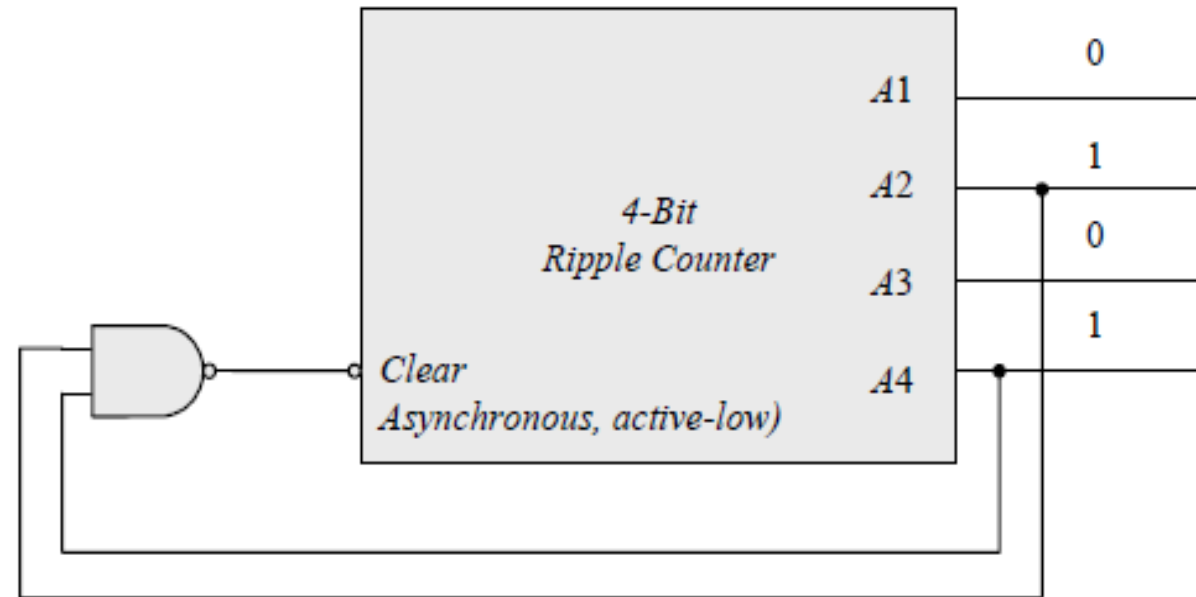 0
A1
1
A2
4-Bit
0
Ripple Counter
A3
1
Clear
A4
Asynchronous, active-low)